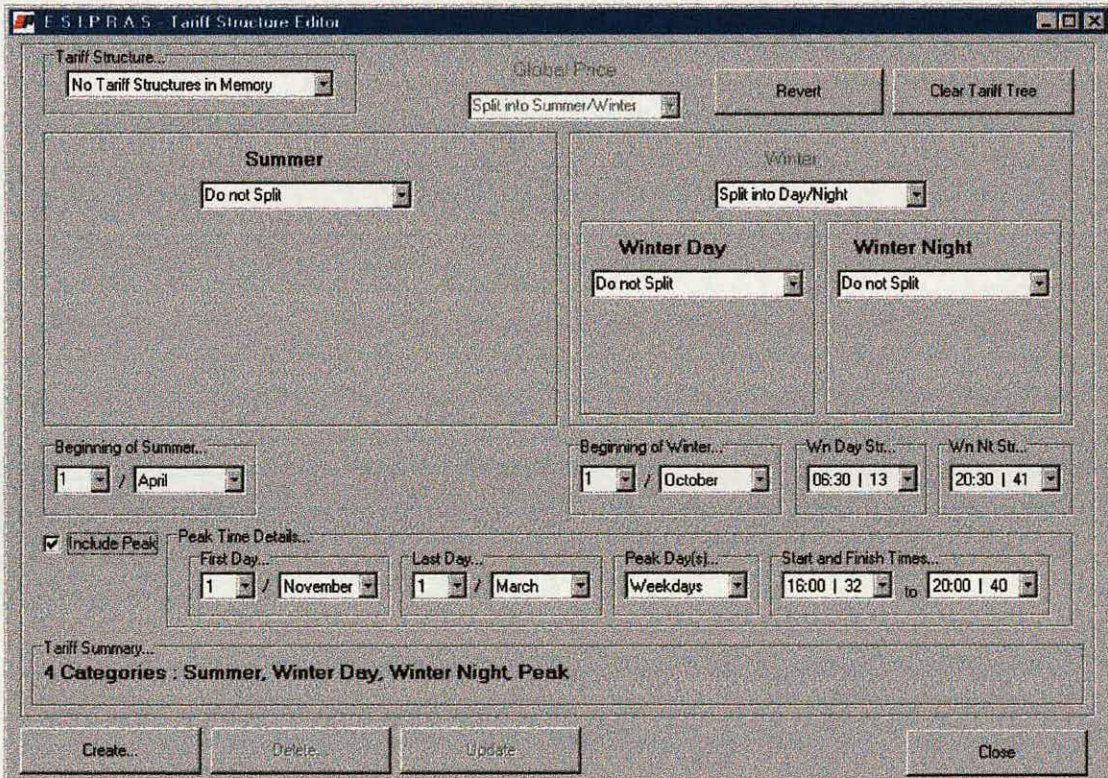 E S I P R A S - Tariff Structure Editor
Tariff Structure...
No Tariff Structures in Memory
Global Price
Split into Summer/Winter
Revert
Clear Tariff Tree
Summer
Do not Split
Winter
Split into Day/Night
Winter Day
Do not Split
Winter Night
Do not Split
Beginning of Summer...
1 / April
Beginning of Winter...
1 / October
Wn Day Str...
06:30 | 13
Wn Nt Str...
20:30 | 41
Include Peak
Peak Time Details...
First Day...
1 / November
Last Day...
1 / March
Peak Day(s)...
Weekdays
Start and Finish Times...
16:00 | 32 to 20:00 | 40
Tariff Summary...
4 Categories : Summer, Winter Day, Winter Night, Peak
Create...
Delete
Update
Close